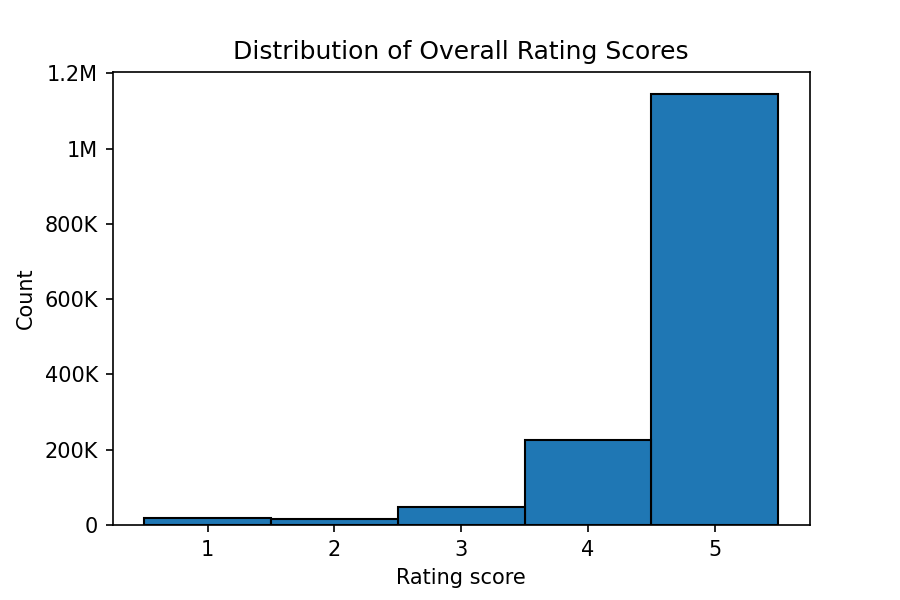 Distribution of Overall Rating Scores
1.2M
1M
800K
600K
400K
200K
0
Count
1 2 3 4 5
Rating score